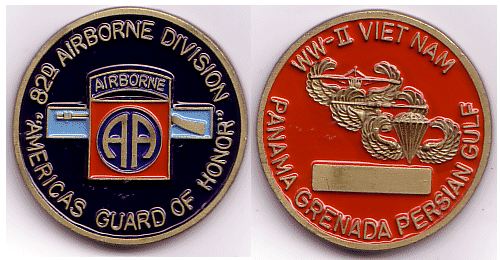 82D AIRBORNE DIVISION
AIRBORNE
AA
"AMERICAS GUARD OF HONOR"
WW-II VIET NAM
PANAMA GRENADA PERSIAN GULF